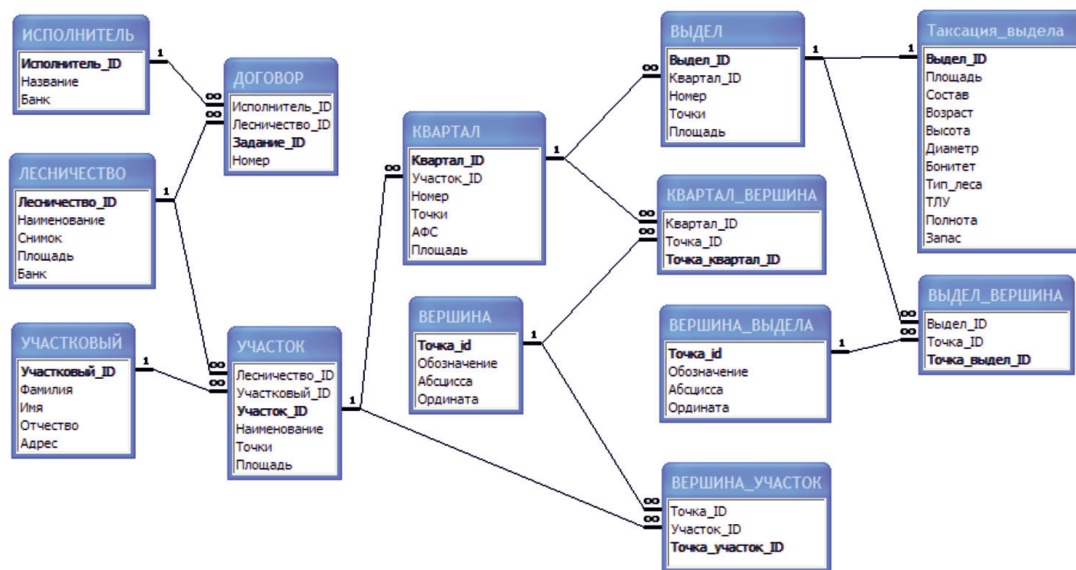 ИСПОЛНИТЕЛЬ
Исполнитель_ID
Название
Банк
ДОГОВОР
Исполнитель_ID
Лесничество_ID
Задание_ID
Номер
ЛЕСНИЧЕСТВО
Лесничество_ID
Наименование
Снимок
Площадь
Банк
УЧАСТКОВЫЙ
Участковый_ID
Фамилия
Имя
Отчество
Адрес
УЧАСТОК
Лесничество_ID
Участковый_ID
Участок_ID
Наименование
Точки
Площадь
КВАРТАЛ
Квартал_ID
Участок_ID
Номер
Точки
АФС
Площадь
ВЕРШИНА
Точка_id
Обозначение
Абсцисса
Ордината
ВЫДЕЛ
Выдел_ID
Квартал_ID
Номер
Точки
Площадь
КВАРТАЛ_ВЕРШИНА
Квартал_ID
Точка_ID
Точка_квартал_ID
ВЕРШИНА_ВЫДЕЛА
Точка_id
Обозначение
Абсцисса
Ордината
ВЕРШИНА_УЧАСТОК
Точка_ID
Участок_ID
Точка_участок_ID
Таксация_выдела
Выдел_ID
Площадь
Состав
Возраст
Высота
Диаметр
Бонитет
Тип_леса
ТЛУ
Полнота
Запас
ВЫДЕЛ_ВЕРШИНА
Выдел_ID
Точка_ID
Точка_выдел_ID
1
∞
∞
1
1
∞
∞
1
∞
1
∞
∞
∞
1
1
∞
∞
1
1
∞
∞
1
∞
∞